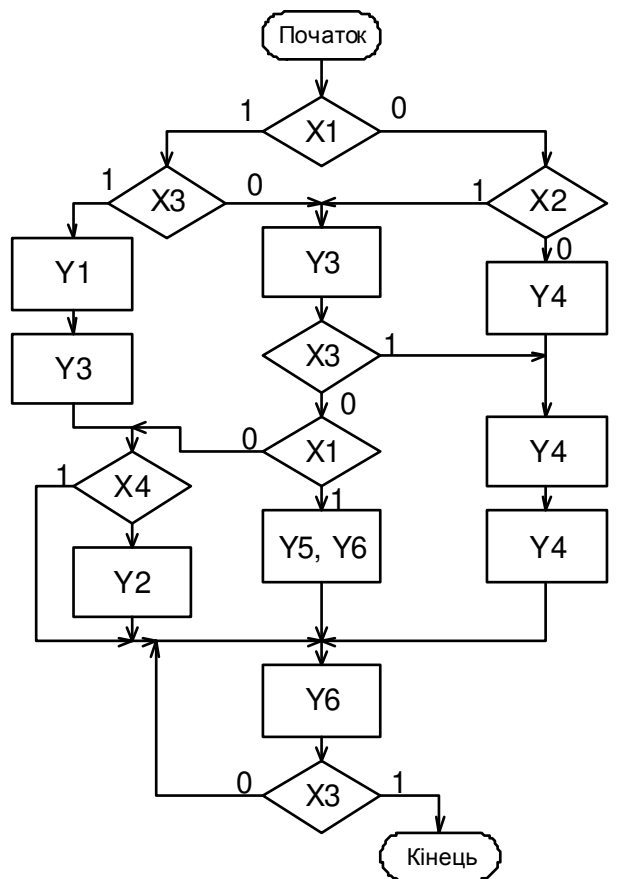 Початок
1 0
X1
1 X3 0 1 X2
0
Y1 Y3 Y4
Y3 X3 1
0
0 X1 Y4
1 X4 1
Y5, Y6 Y4
Y2
Y6
0 X3 1
Кінець